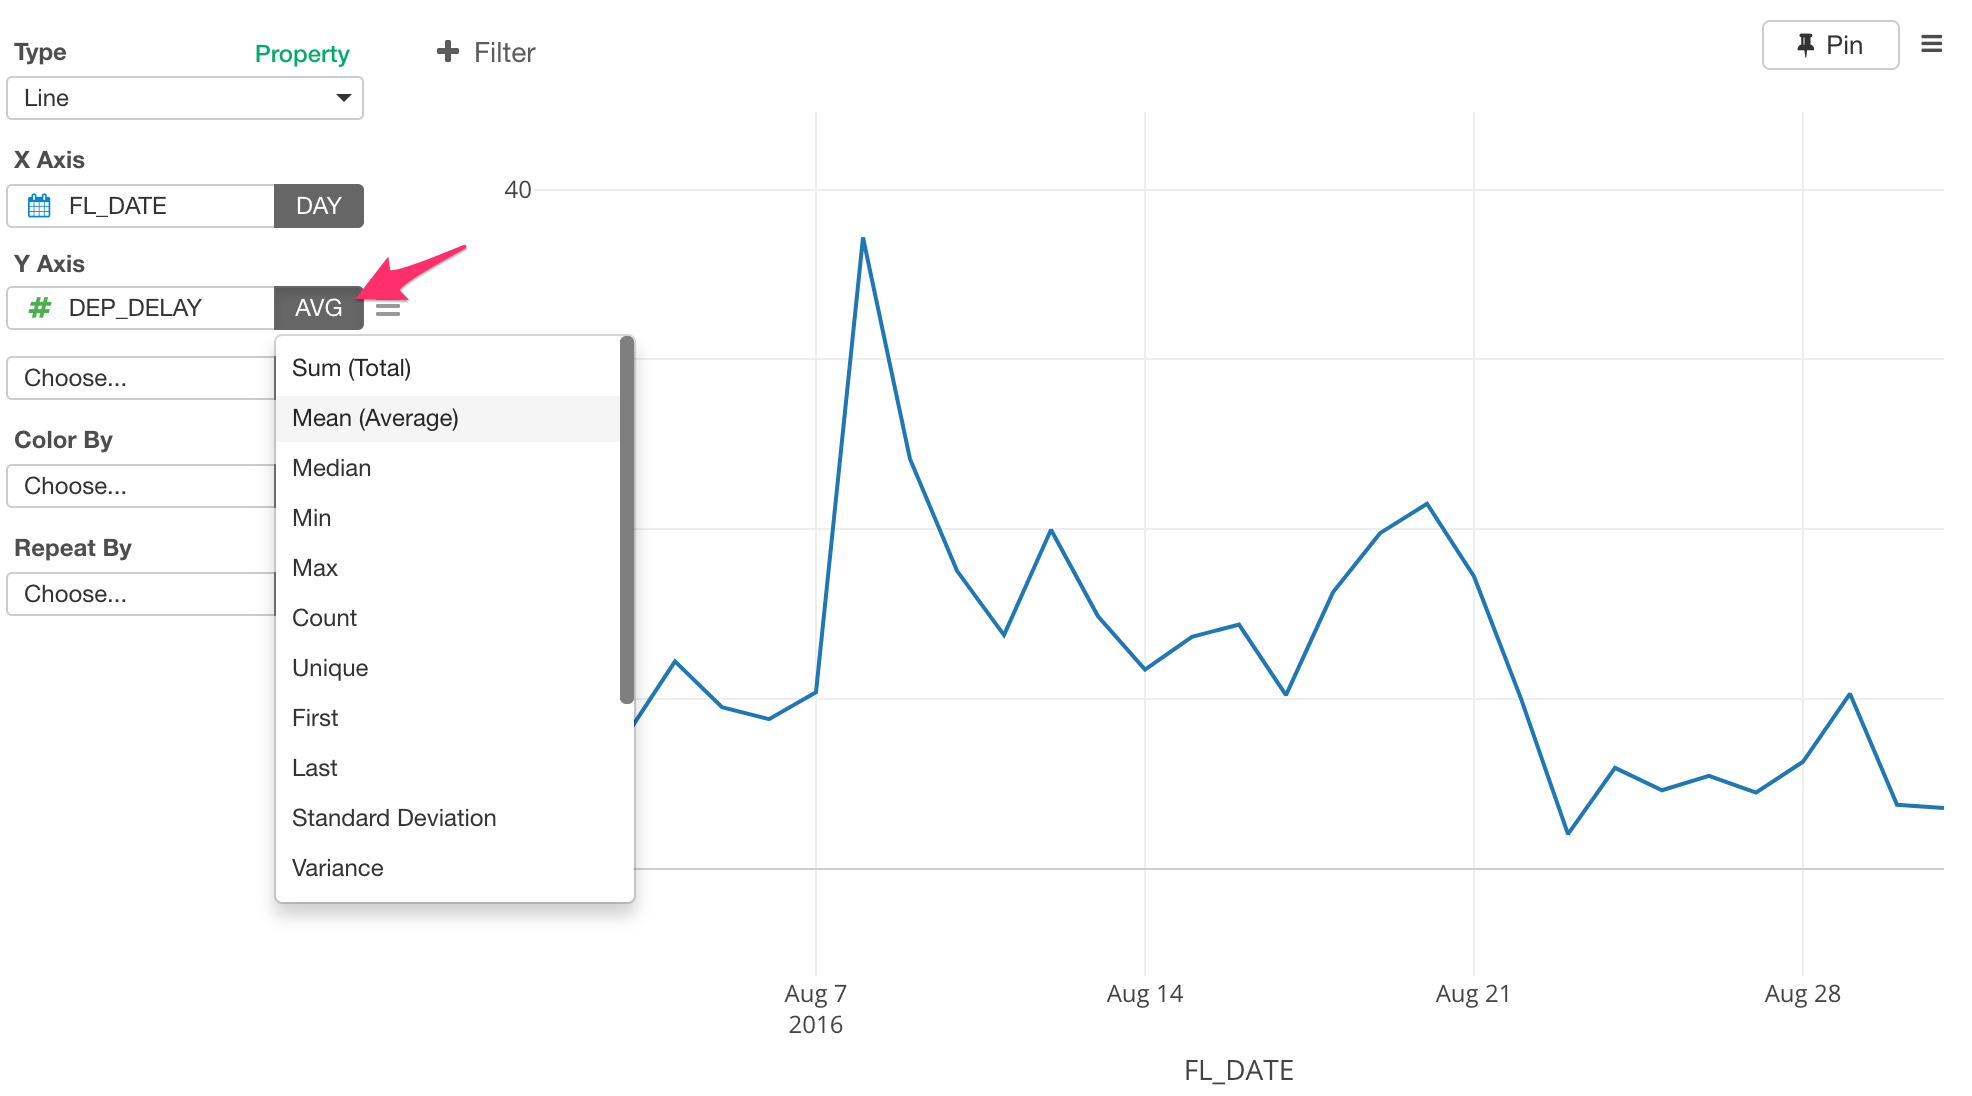 Type
Property
Line
X Axis
FL_DATE
DAY
Y Axis
DEP_DELAY
AVG
Choose...
Color By
Choose...
Repeat By
Choose...
Sum (Total)
Mean (Average)
Median
Min
Max
Count
Unique
First
Last
Standard Deviation
Variance
Filter
Pin
40
Aug 7
2016
Aug 14
Aug 21
Aug 28
FL_DATE